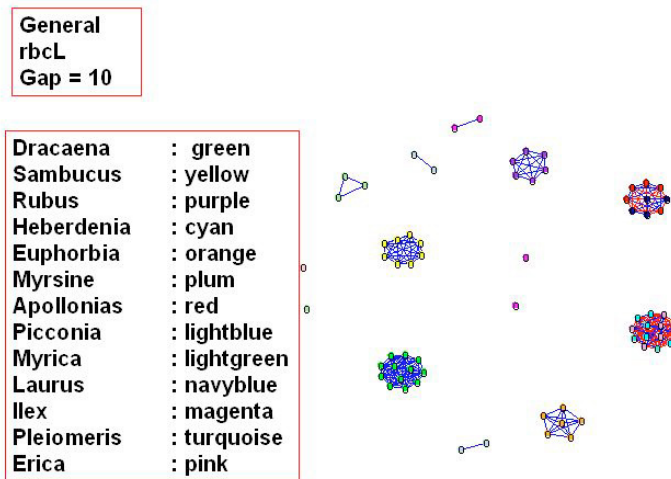 General
rbcL
Gap = 10
Dracaena : green
Sambucus : yellow
Rubus : purple
Heberdenia : cyan
Euphorbia : orange
Myrsine : plum
Apollonias : red
Picconia : lightblue
Myrica : lightgreen
Laurus : navyblue
Ilex : magenta
Pleiomeris : turquoise
Erica : pink